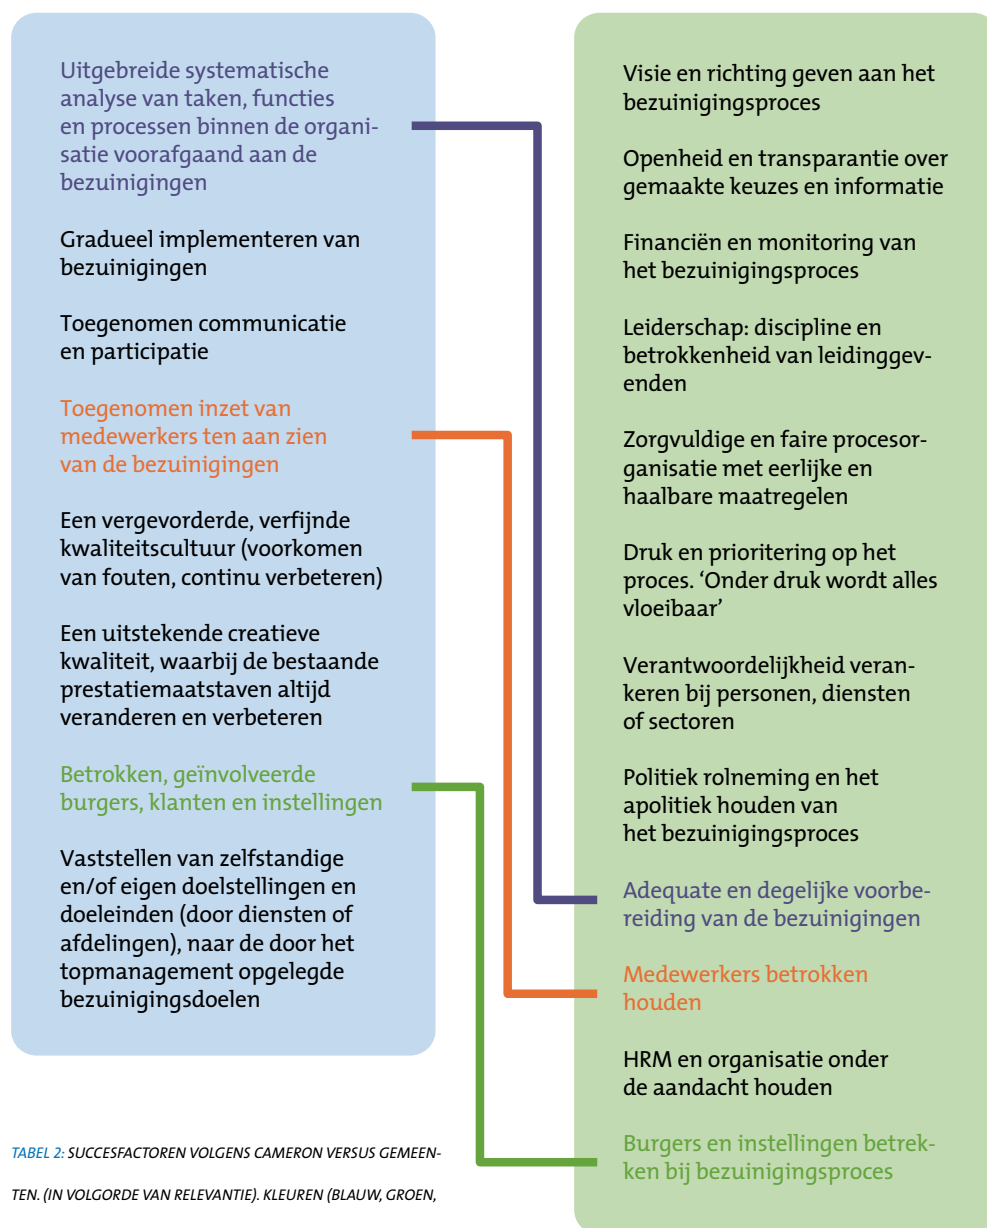 Uitgebreide systematische
analyse van taken, functies
en processen binnen de organi-
satie voorafgaand aan de
bezuinigingen
Gradueel implementeren van
bezuinigingen
Toegenomen communicatie
en participatie
Toegenomen inzet van
medewerkers ten aan zien
van de bezuinigingen
Een vergevorderde, verfijnde
kwaliteitscultuur (voorkomen
van fouten, continu verbeteren)
Een uitstekende creatieve
kwaliteit, waarbij de bestaande
prestatiemaatstaven altijd
veranderen en verbeteren
Betrokken, geïnvolveerde
burgers, klanten en instellingen
Vaststellen van zelfstandige
en/of eigen doelstellingen en
doeleinden (door diensten of
afdelingen), naar de door het
topmanagement opgelegde
bezuinigingsdoelen
Visie en richting geven aan het
bezuinigingsproces
Openheid en transparantie over
gemaakte keuzes en informatie
Financiën en monitoring van
het bezuinigingsproces
Leiderschap: discipline en
betrokkenheid van leidinggev-
enden
Zorgvuldige en faire procesor-
ganisatie met eerlijke en
haalbare maatregelen
Druk en prioritering op het
proces. ‘Onder druk wordt alles
vloeibaar’
Verantwoordelijkheid veran-
keren bij personen, diensten
of sectoren
Politiek rolneming en het
apolitiek houden van
het bezuinigingsproces
Adequate en degelijke voorbe-
reiding van de bezuinigingen
Medewerkers betrokken
houden
HRM en organisatie onder
de aandacht houden
Burgers en instellingen betrek-
ken bij bezuinigingsproces
TABEL 2: SUCCESFACTOREN VOLGENS CAMERON VERSUS GEMEEN-
TEN. (IN VOLGORDE VAN RELEVANTIE). KLEUREN (BLAUW, GROEN,